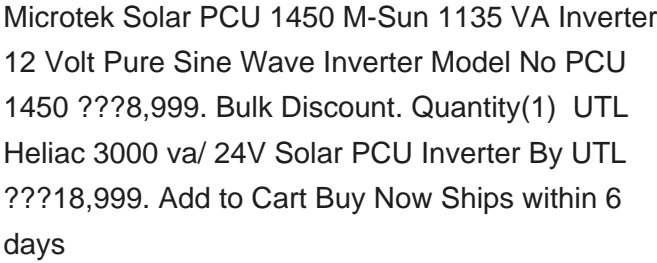 Microtek Solar PCU 1450 M-Sun 1135 VA Inverter
12 Volt Pure Sine Wave Inverter Model No PCU
1450 ???8,999. Bulk Discount. Quantity(1)  UTL
Heliac 3000 va/ 24V Solar PCU Inverter By UTL
???18,999. Add to Cart Buy Now Ships within 6
days